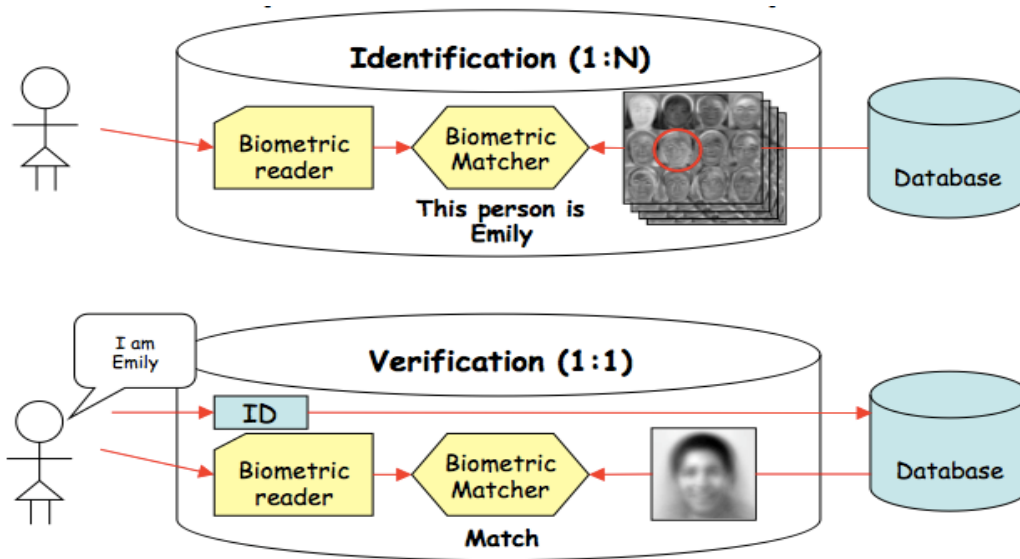 Identification (1:N)
Biometric
reader
Biometric
Matcher
Database
This person is
Emily
I am
Emily
Verification (1:1)
ID
Biometric
reader
Biometric
Matcher
Database
Match